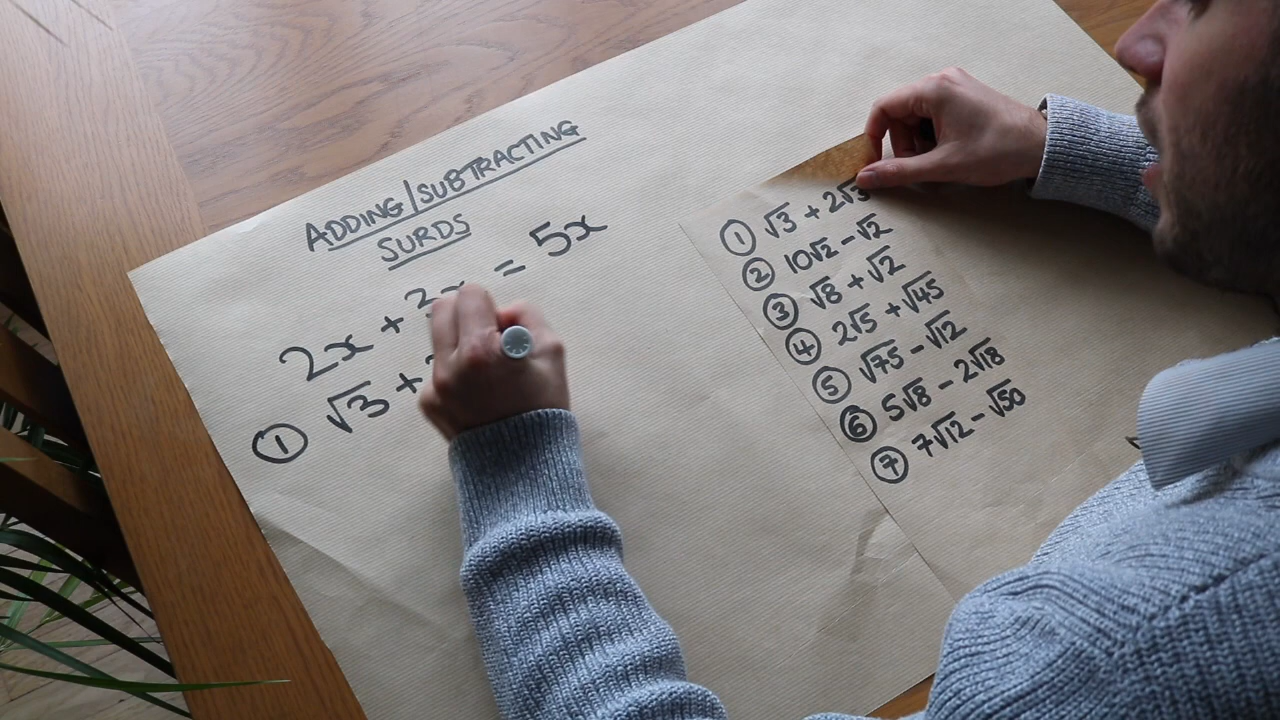 ADDING/SUBTRACTING
SURDS
2x + 3x = 5x
① √3 +
① √3 + 2√3
② 10√2 - √2
③ √8 + √2
④ 2√5 + √45
⑤ √75 - √12
⑥ 5√8 - 2√18
⑦ 7√12 - √50